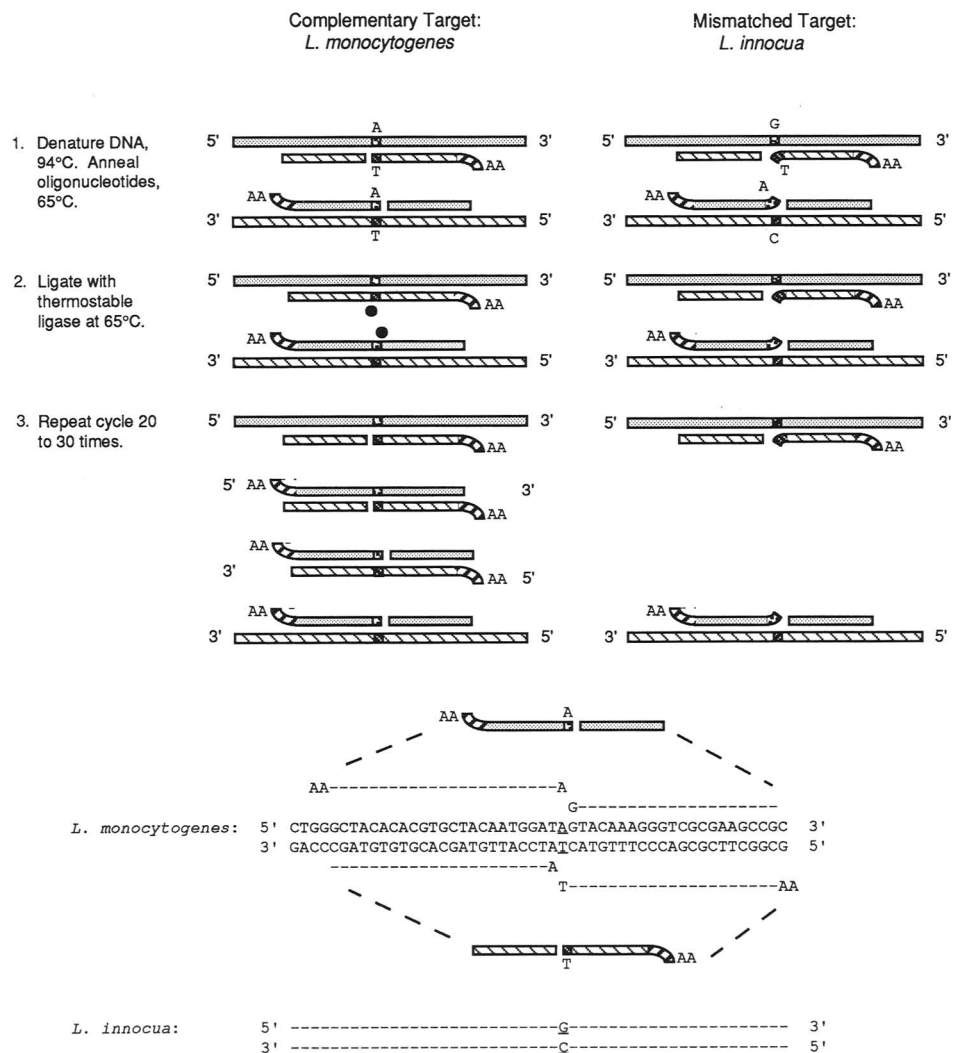 Complementary Target:
L. monocytogenes
Mismatched Target:
L. innocua
1. Denature DNA,
94°C. Anneal
oligonucleotides,
65°C.
A
5' 3'
T
AA
AA
A
3' 5'
T
G
5' 3'
T
AA
AA
A
3' 5'
C
2. Ligate with
thermostable
ligase at 65°C.
5' 3'
AA
AA
3' 5'
5' 3'
AA
AA
3' 5'
3. Repeat cycle 20
to 30 times.
5' 3'
AA
5' AA 3'
AA
AA
3' AA 5'
AA
3' 5'
5' 3'
AA
AA
3' 5'
AA A
AA--------------------------A
G----------------------
L. monocytogenes: 5' CTGGGCTACACACGTGCTACAATGGATAGTACAAAGGGTCGCGAAGCCGC 3'
3' GACCCGATGTGTGCACGATGTTACCTATCATGTTTCCCAGCGCTTCGGCG 5'
------------------------A
T-----------------------AA
AA
T
L. innocua: 5' ------------------------------G------------------------- 3'
3' ------------------------------C------------------------- 5'